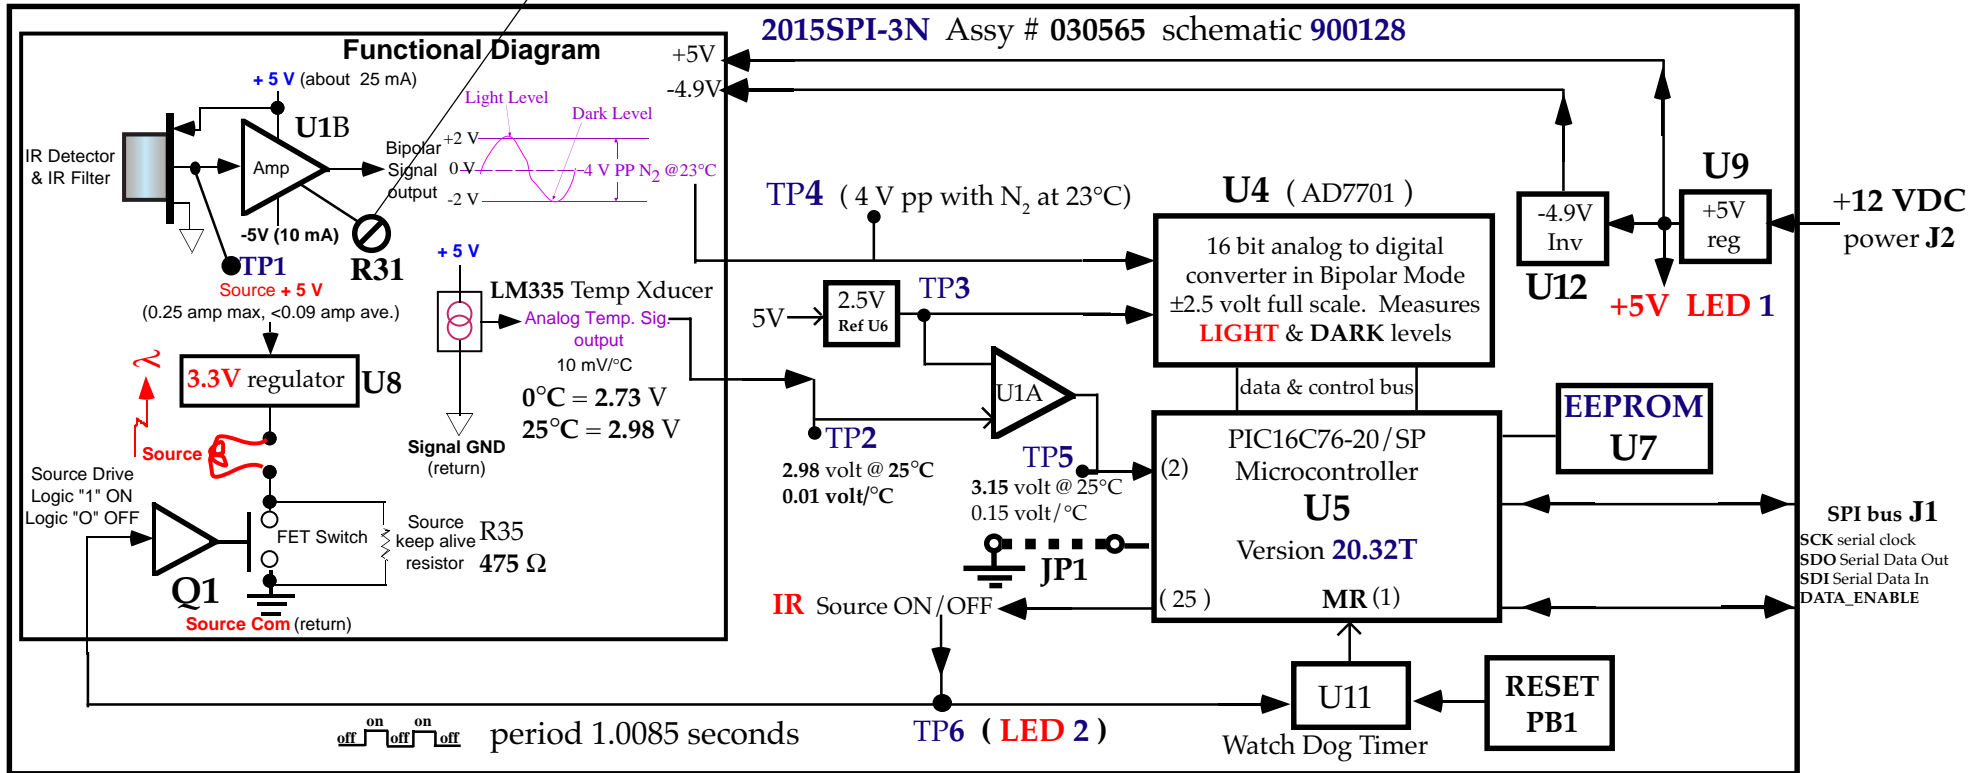 2015SPI-3N Assy # 030565 schematic 900128
Functional Diagram
+5V
-4.9V
+ 5 V (about 25 mA)
U1B
Amp
IR Detector
& IR Filter
Bipolar
Signal
output
Light Level
Dark Level
+2 V
0 V
-2 V
4 V PP N2 @23°C
-5V (10 mA)
R31
TP1
Source + 5 V
(0.25 amp max, <0.09 amp ave.)
3.3V regulator
U8
λ
Source
Source Drive
Logic "1" ON
Logic "O" OFF
Q1
FET Switch
Source
keep alive
resistor
R35
475 Ω
Source Com (return)
+ 5 V
LM335 Temp Xducer
Analog Temp. Sig.
output
10 mV/°C
0°C = 2.73 V
25°C = 2.98 V
Signal GND
(return)
TP4 ( 4 V pp with N2 at 23°C)
5V
2.5V
Ref U6
TP3
U1A
TP2
2.98 volt @ 25°C
0.01 volt/°C
TP5
3.15 volt @ 25°C
0.15 volt/°C
JP1
U4 ( AD7701 )
16 bit analog to digital
converter in Bipolar Mode
±2.5 volt full scale. Measures
LIGHT & DARK levels
data & control bus
PIC16C76-20/SP
Microcontroller
U5
Version 20.32T
(2)
( 25 )
MR (1)
EEPROM
U7
U9
+5V
reg
-4.9V
Inv
U12
+5V LED 1
+12 VDC
power J2
SPI bus J1
SCK serial clock
SDO Serial Data Out
SDI Serial Data In
DATA_ENABLE
IR Source ON/OFF
U11
Watch Dog Timer
RESET
PB1
TP6 ( LED 2 )
on on
off off off
period 1.0085 seconds